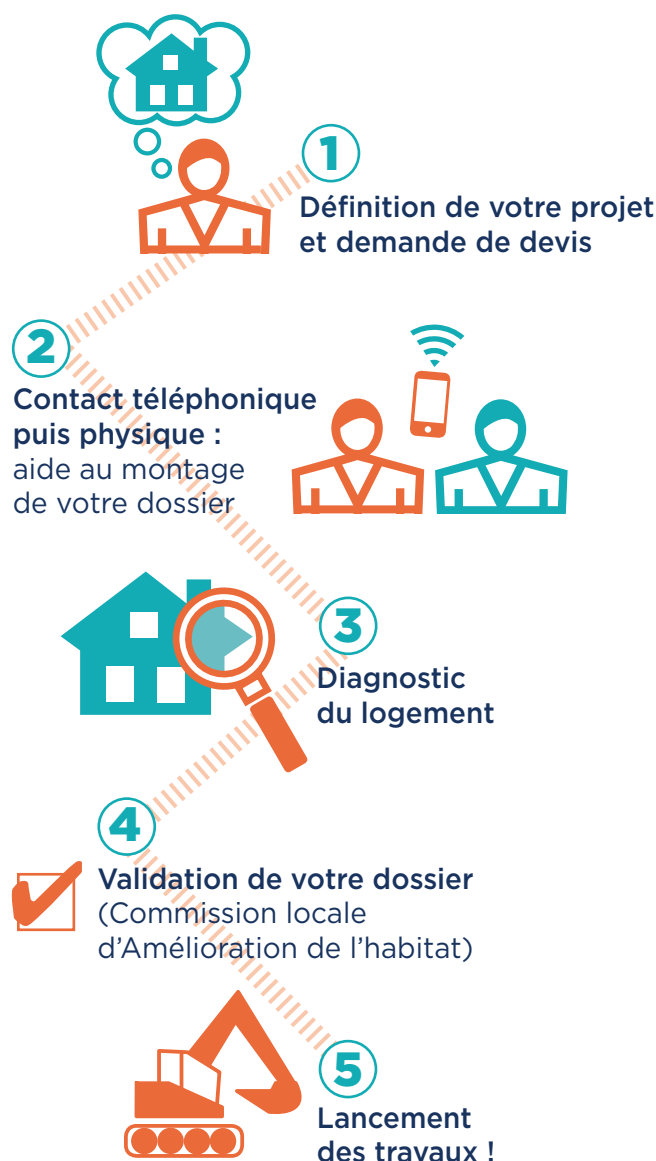 1
Définition de votre projet
et demande de devis
2
Contact téléphonique
puis physique :
aide au montage
de votre dossier
3
Diagnostic
du logement
4
Validation de votre dossier
(Commission locale
d’Amélioration de l’habitat)
5
Lancement
des travaux !